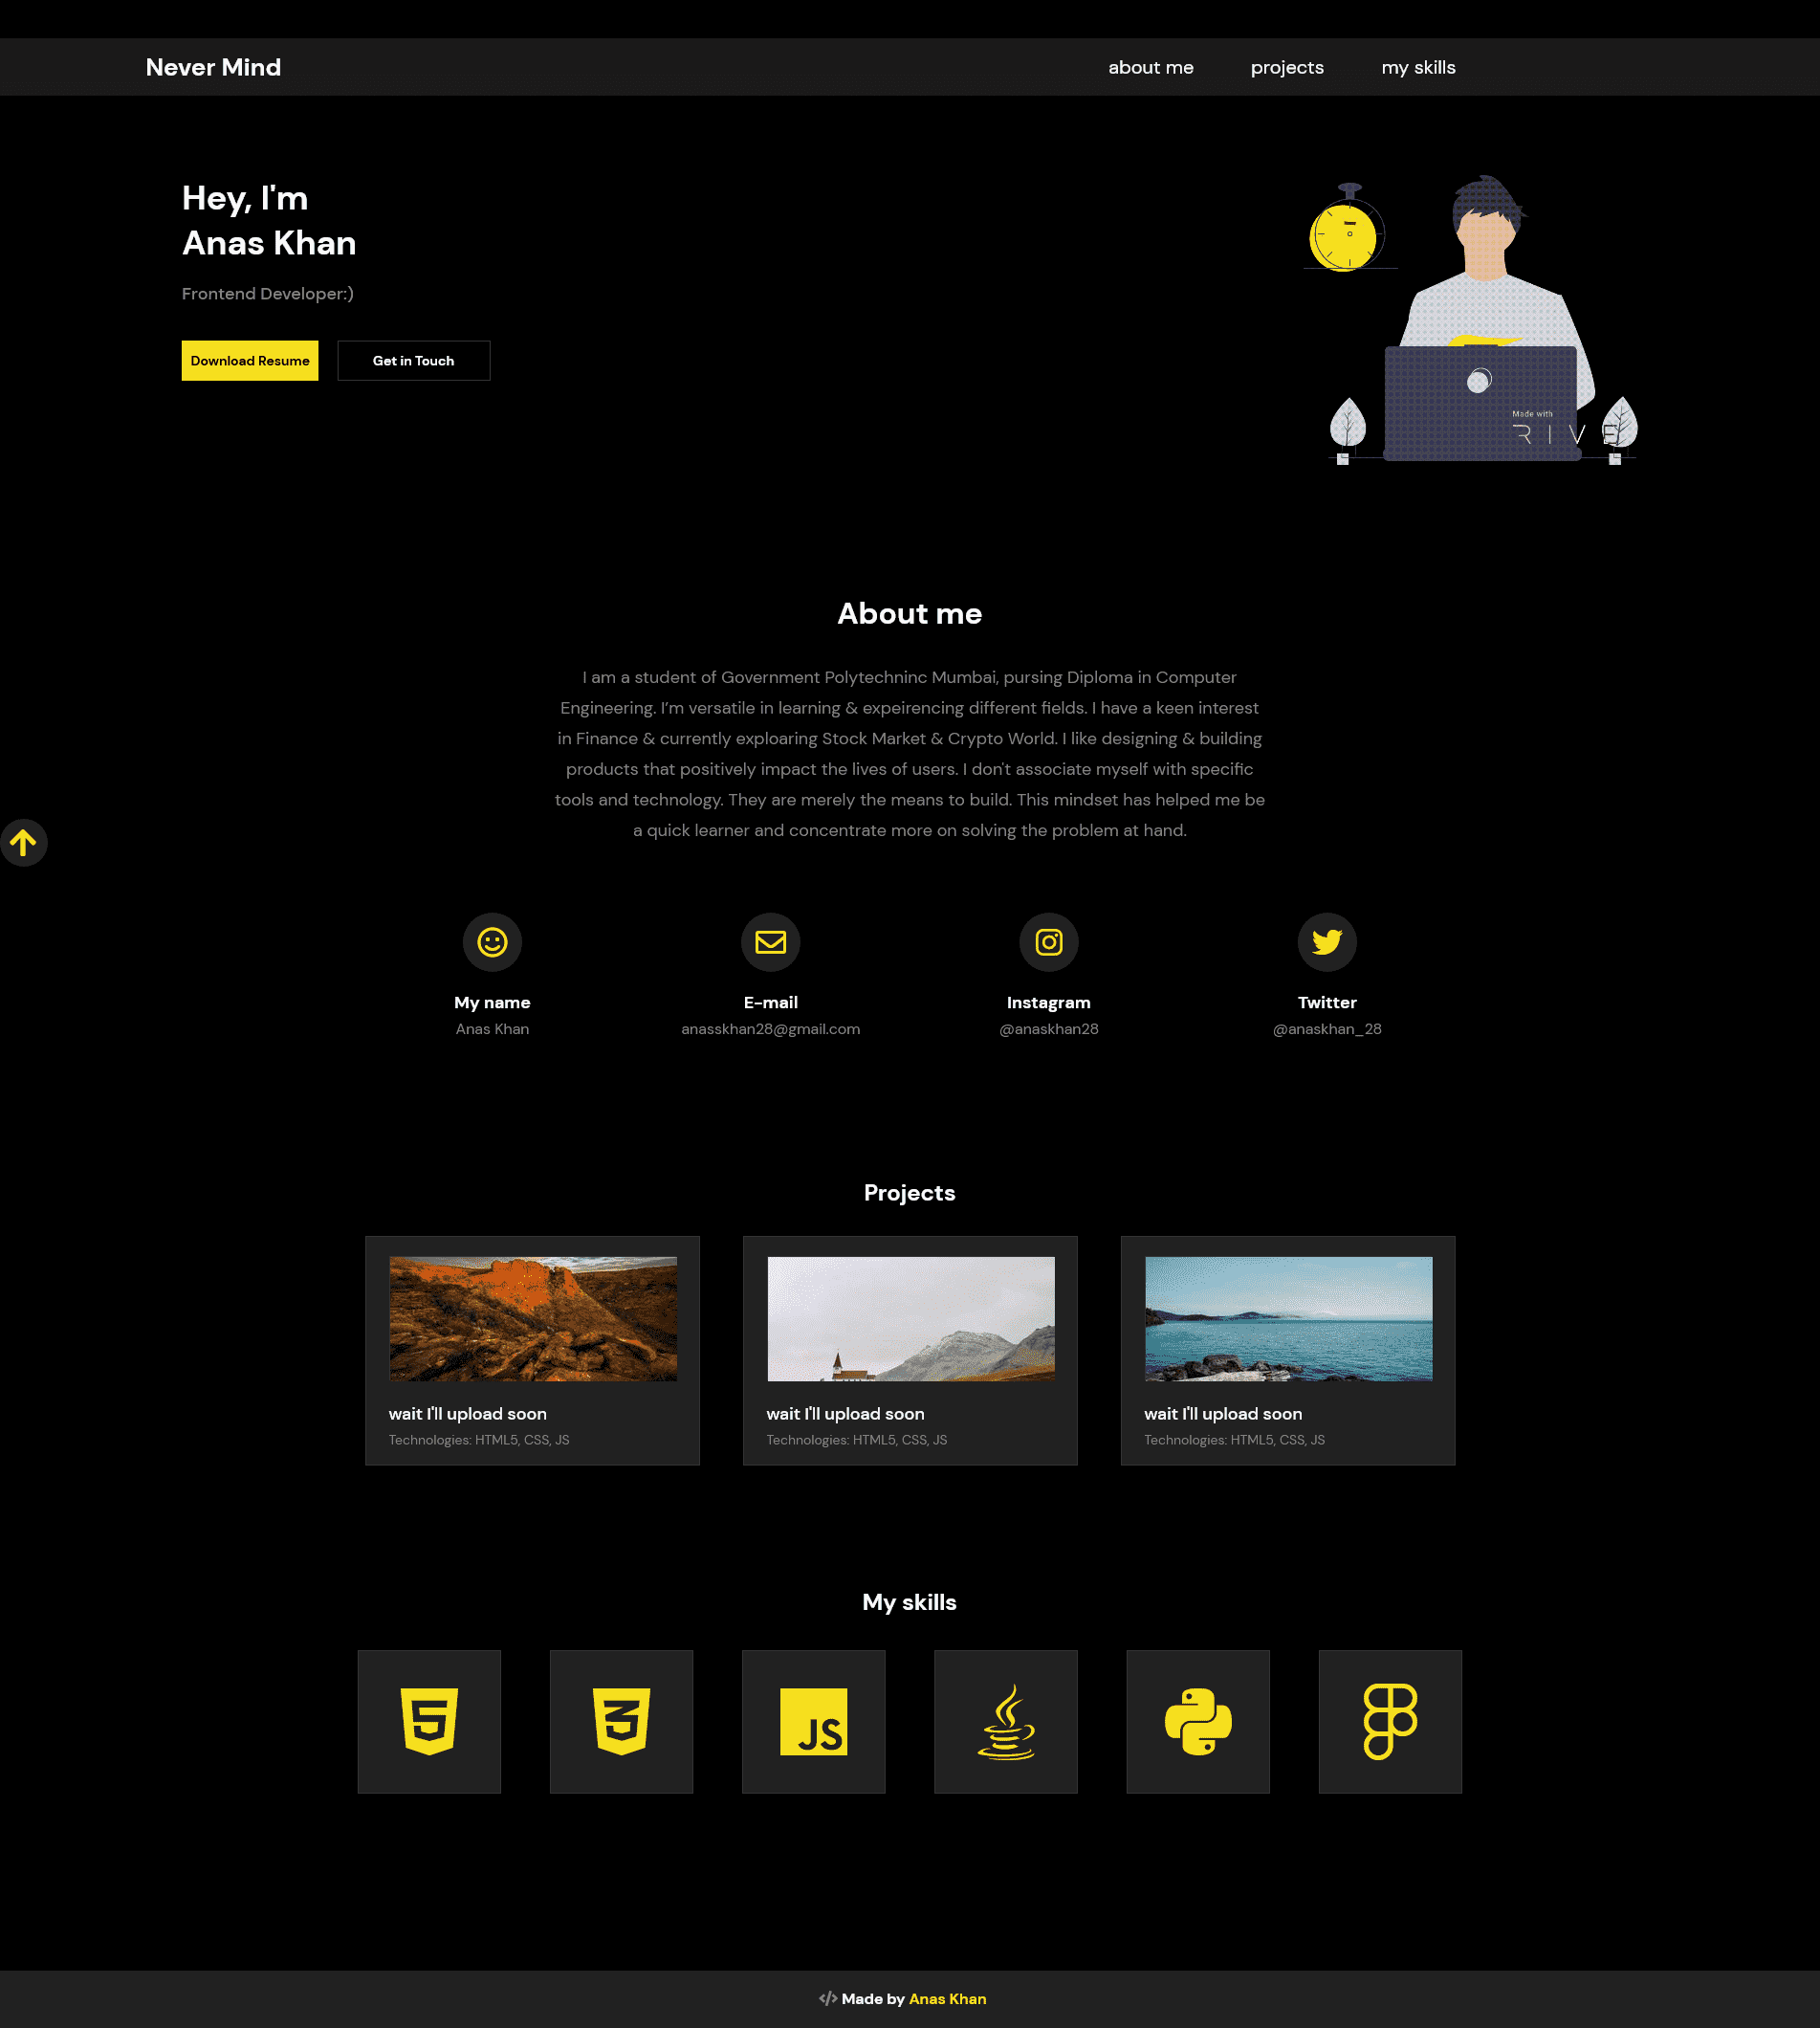 Never Mind
about me
projects
my skills
Hey, I'm
Anas Khan
Frontend Developer:)
Download Resume
Get in Touch
Made with
RIVE
About me
I am a student of Government Polytechninc Mumbai, pursing Diploma in Computer
Engineering. I’m versatile in learning & expeirencing different fields. I have a keen interest
in Finance & currently exploaring Stock Market & Crypto World. I like designing & building
products that positively impact the lives of users. I don't associate myself with specific
tools and technology. They are merely the means to build. This mindset has helped me be
a quick learner and concentrate more on solving the problem at hand.
My name
Anas Khan
E-mail
anasskhan28@gmail.com
Instagram
@anaskhan28
Twitter
@anaskhan_28
Projects
wait I'll upload soon
Technologies: HTML5, CSS, JS
wait I'll upload soon
Technologies: HTML5, CSS, JS
wait I'll upload soon
Technologies: HTML5, CSS, JS
My skills
5
3
JS
</> Made by Anas Khan